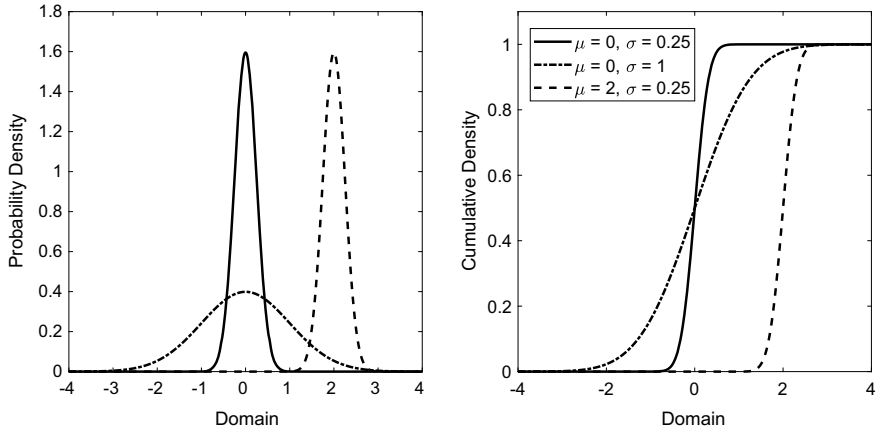 1.8
1.6
1.4
1.2
1
0.8
0.6
0.4
0.2
0
-4 -3 -2 -1 0 1 2 3 4
Domain
Probability Density
1
0.8
0.6
0.4
0.2
0
-4 -2 0 2 4
Domain
Cumulative Density
μ = 0, σ = 0.25
μ = 0, σ = 1
μ = 2, σ = 0.25